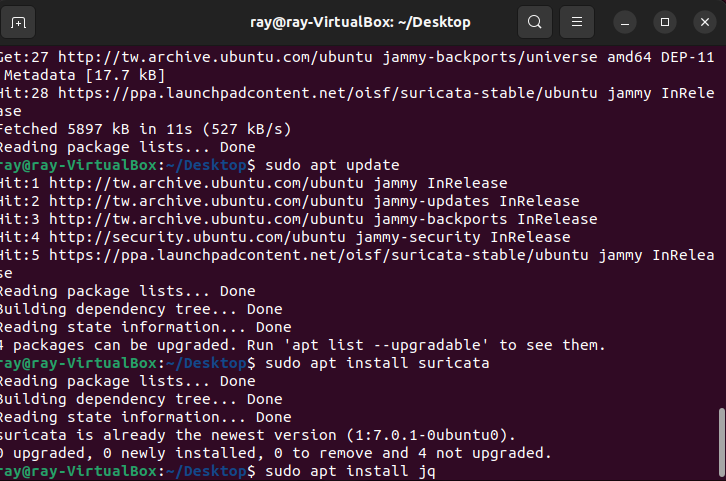 ray@ray-VirtualBox: ~/Desktop
Get:27 http://tw.archive.ubuntu.com/ubuntu jammy-backports/universe amd64 DEP-11
 Metadata [17.7 kB]
Hit:28 https://ppa.launchpadcontent.net/oisf/suricata-stable/ubuntu jammy InRele
ase
Fetched 5897 kB in 11s (527 kB/s)
Reading package lists... Done
ray@ray-VirtualBox:~/Desktop$ sudo apt update
Hit:1 http://tw.archive.ubuntu.com/ubuntu jammy InRelease
Hit:2 http://tw.archive.ubuntu.com/ubuntu jammy-updates InRelease
Hit:3 http://tw.archive.ubuntu.com/ubuntu jammy-backports InRelease
Hit:4 http://security.ubuntu.com/ubuntu jammy-security InRelease
Hit:5 https://ppa.launchpadcontent.net/oisf/suricata-stable/ubuntu jammy InRelea
se
Reading package lists... Done
Building dependency tree... Done
Reading state information... Done
4 packages can be upgraded. Run 'apt list --upgradable' to see them.
ray@ray-VirtualBox:~/Desktop$ sudo apt install suricata
Reading package lists... Done
Building dependency tree... Done
Reading state information... Done
suricata is already the newest version (1:7.0.1-0ubuntu0).
0 upgraded, 0 newly installed, 0 to remove and 4 not upgraded.
ray@ray-VirtualBox:~/Desktop$ sudo apt install jq